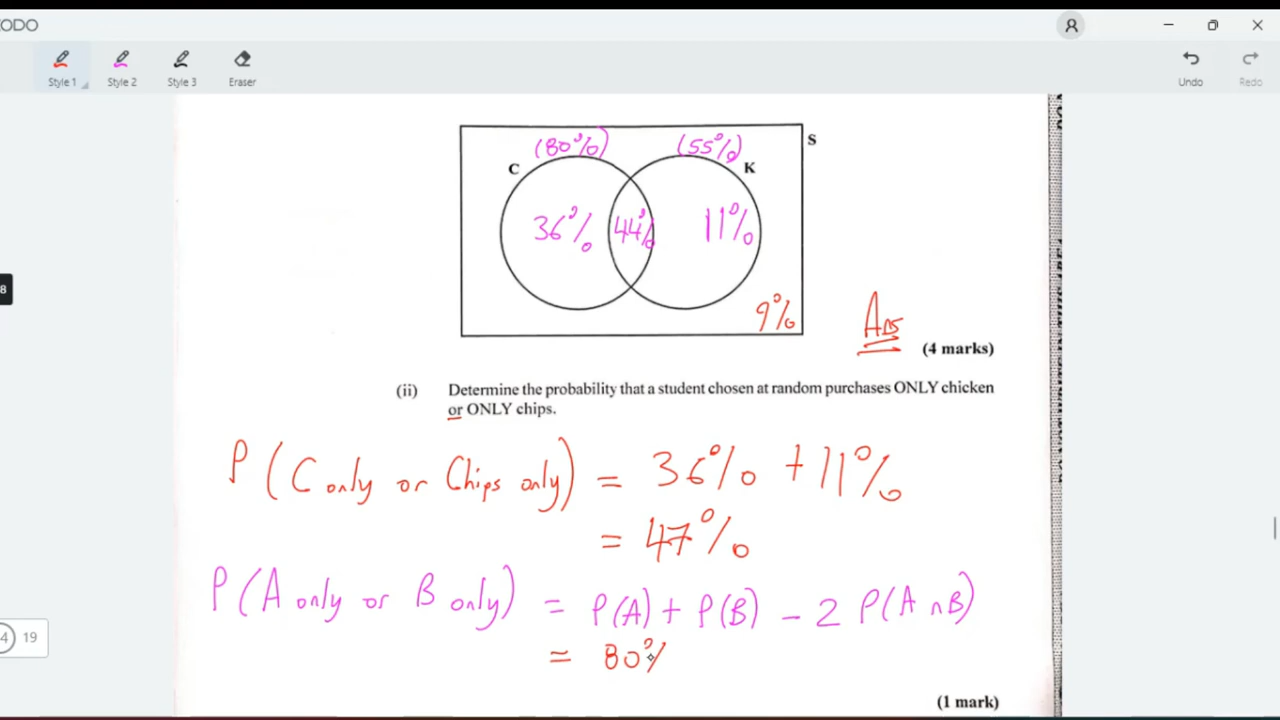 ODO
Style 1
Style 2
Style 3
Eraser
Undo
Redo
(80%)
(55%)
S
C
K
36%
44%
11%
8
9%
Ans
(4 marks)
(ii) Determine the probability that a student chosen at random purchases ONLY chicken
or ONLY chips.
P(C only or Chips only) = 36% + 11%
= 47%
P(A only or B only) = P(A) + P(B) - 2 P(A ∩ B)
= 80%
4 19
(1 mark)